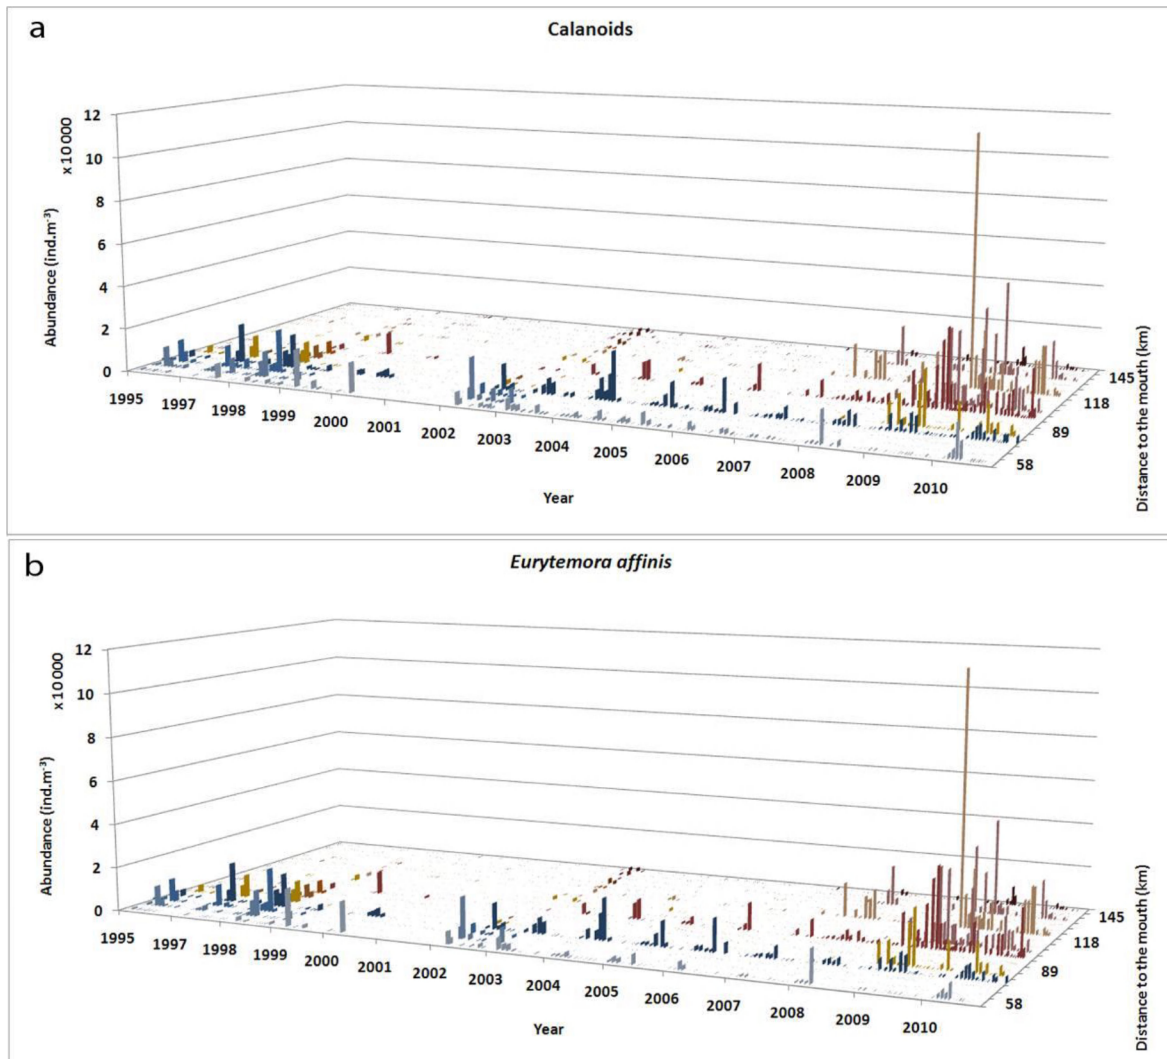 a
Calanoids
x10 000
Abundance (ind.m-³)
12
10
8
6
4
2
0
1995 1997 1998 1999 2000 2001 2002 2003 2004 2005 2006 2007 2008 2009 2010
Year
145
118
89
58
Distance to the mouth (km)
b
Eurytemora affinis
x10 000
Abundance (ind.m-³)
12
10
8
6
4
2
0
1995 1997 1998 1999 2000 2001 2002 2003 2004 2005 2006 2007 2008 2009 2010
Year
145
118
89
58
Distance to the mouth (km)